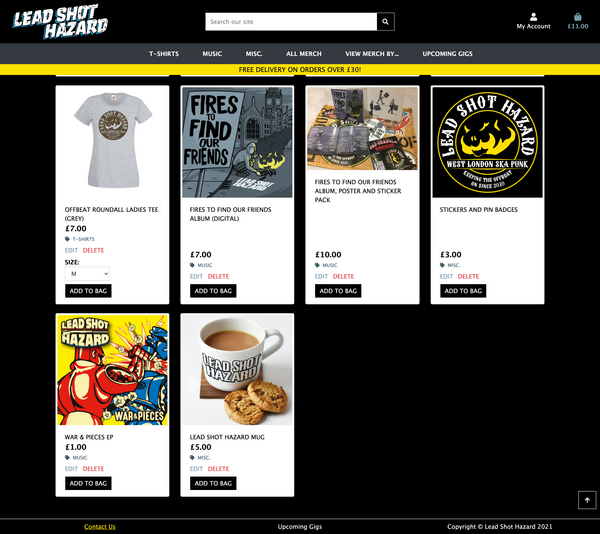 LEAD SHOT
HAZARD
Search our site
My Account
£11.00
T-SHIRTS MUSIC MISC. ALL MERCH VIEW MERCH BY... UPCOMING GIGS
FREE DELIVERY ON ORDERS OVER £30!
OFFBEAT ROUNDALL LADIES TEE
(GREY)
£7.00
T-SHIRTS
EDIT DELETE
SIZE:
M
ADD TO BAG
FIRES
TO
FIND
OUR
FRIENDS
LEAD SHOT
HAZARD
FIRES TO FIND OUR FRIENDS
ALBUM (DIGITAL)
£7.00
MUSIC
EDIT DELETE
ADD TO BAG
FIRES TO FIND OUR FRIENDS
ALBUM, POSTER AND STICKER
PACK
£10.00
MUSIC
EDIT DELETE
ADD TO BAG
LEAD SHOT HAZARD
WEST LONDON SKA PUNK
KEEPING THE OFFBEAT
ON SINCE 2020
STICKERS AND PIN BADGES
£3.00
MISC.
EDIT DELETE
ADD TO BAG
LEAD SHOT
HAZARD
WAR & PIECES
WAR & PIECES EP
£1.00
MUSIC
EDIT DELETE
ADD TO BAG
LEAD SHOT
HAZARD
LEAD SHOT HAZARD MUG
£5.00
MISC.
EDIT DELETE
ADD TO BAG
Contact Us
Upcoming Gigs
Copyright © Lead Shot Hazard 2021